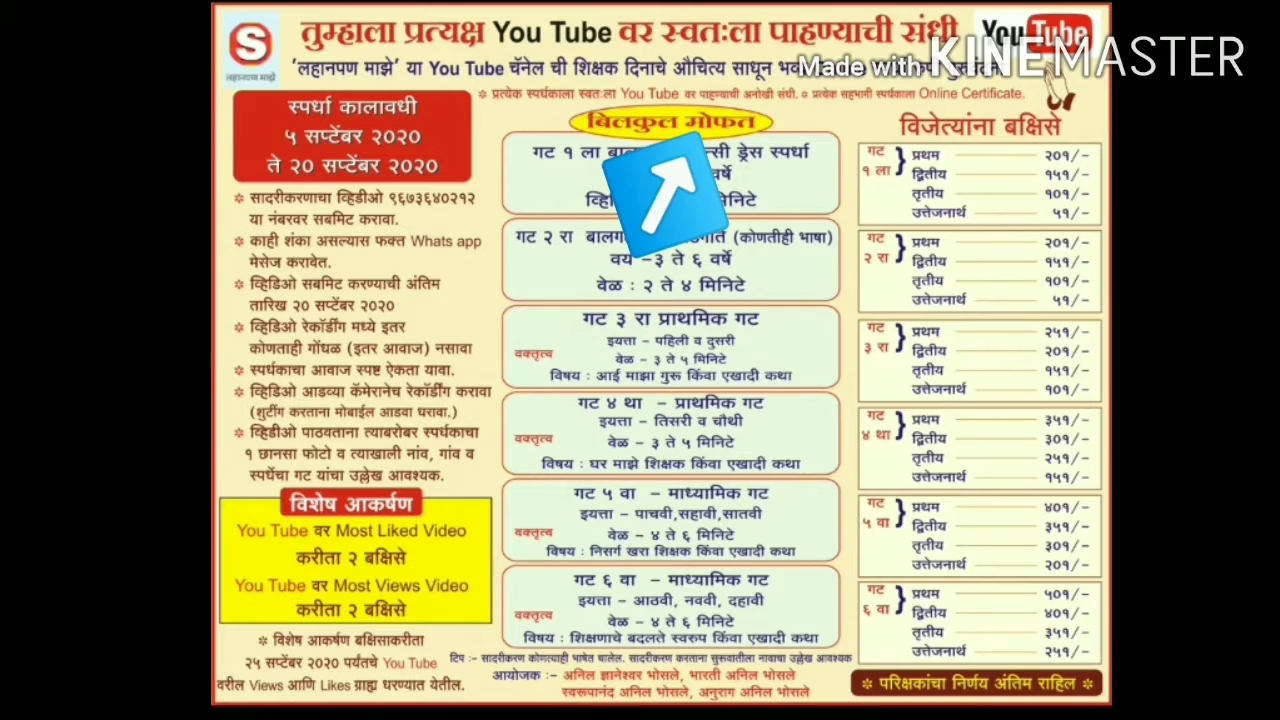 तुम्हाला प्रत्यक्ष You Tube वर स्वतःला पाहण्याची संधी
You Tube
Made with KINEMASTER
S
लहानपण माझे
'लहानपण माझे' या You Tube चॅनेल ची शिक्षक दिनाचे औचित्य साधून
✲ प्रत्येक स्पर्धकाला स्वतःला You Tube वर पाहण्याची अनोखी संधी. ✲ प्रत्येक सहभागी स्पर्धकाला Online Certificate.
स्पर्धा कालावधी
५ सप्टेंबर २०२०
ते २० सप्टेंबर २०२०
✲ सादरीकरणाचा व्हिडीओ ९६७३६४०२१२
या नंबरवर सबमिट करावा.
✲ काही शंका असल्यास फक्त Whats app
मेसेज करावेत.
✲ व्हिडिओ सबमिट करण्याची अंतिम
तारिख २० सप्टेंबर २०२०
✲ व्हिडिओ रेकॉर्डींग मध्ये इतर
कोणताही गोंघळ (इतर आवाज) नसावा
✲ स्पर्धकाचा आवाज स्पष्ट ऐकता यावा.
✲ व्हिडिओ आडव्या कॅमेरानेच रेकॉर्डींग करावा
(शुटींग करताना मोबाईल आडवा धरावा.)
✲ व्हिडीओ पाठवताना त्याबरोबर स्पर्धकाचा
१ छानसा फोटो व त्याखाली नांव, गांव व
स्पर्धेचा गट यांचा उल्लेख आवश्यक.
विशेष आकर्षण
You Tube वर Most Liked Video
करीता २ बक्षिसे
You Tube वर Most Views Video
करीता २ बक्षिसे
✲ विशेष आकर्षण बक्षिसाकरीता
२५ सप्टेंबर २०२० पर्यंतचे You Tube
वरील Views आणि Likes ग्राह्य धरण्यात येतील.
बिलकुल मोफत
गट १ ला ड्रेस स्पर्धा
वर्षे
मिनिटे
गट २ रा (कोणतीही भाषा)
वय -३ ते ६ वर्षे
वेळ : २ ते ४ मिनिटे
गट ३ रा प्राथमिक गट
इयत्ता - पहिली व दुसरी
वक्तृत्व वेळ - ३ ते ५ मिनिटे
विषय : आई माझा गुरू किंवा एखादी कथा
गट ४ था - प्राथमिक गट
इयत्ता - तिसरी व चौथी
वक्तृत्व वेळ - ३ ते ५ मिनिटे
विषय : घर माझे शिक्षक किंवा एखादी कथा
गट ५ वा - माध्यामिक गट
इयत्ता - पाचवी,सहावी,सातवी
वक्तृत्व वेळ - ४ ते ६ मिनिटे
विषय : निसर्ग खरा शिक्षक किंवा एखादी कथा
गट ६ वा - माध्यामिक गट
इयत्ता - आठवी, नववी, दहावी
वक्तृत्व वेळ - ४ ते ६ मिनिटे
विषय : शिक्षणाचे बदलते स्वरुप किंवा एखादी कथा
टिप :- सादरीकरण कोणत्याही भाषेत चालेल. सादरीकरण करताना सुरूवातीला नावाचा उल्लेख आवश्यक
आयोजक :- अनिल ज्ञानेश्वर भोसले, भारती अनिल भोसले
स्वरूपानंद अनिल भोसले, अनुराग अनिल भोसले
विजेत्यांना बक्षिसे
गट १ ला } प्रथम २०१/-
द्वितीय १५१/-
तृतीय १०१/-
उत्तेजनार्थ ५१/-
गट २ रा } प्रथम २०१/-
द्वितीय १५१/-
तृतीय १०१/-
उत्तेजनार्थ ५१/-
गट ३ रा } प्रथम २५१/-
द्वितीय २०१/-
तृतीय १५१/-
उत्तेजनार्थ १०१/-
गट ४ था } प्रथम ३५१/-
द्वितीय ३०१/-
तृतीय २५१/-
उत्तेजनार्थ १५१/-
गट ५ वा } प्रथम ४०१/-
द्वितीय ३५१/-
तृतीय ३०१/-
उत्तेजनार्थ २०१/-
गट ६ वा } प्रथम ५०१/-
द्वितीय ४०१/-
तृतीय ३५१/-
उत्तेजनार्थ २५१/-
✲ परिक्षकांचा निर्णय अंतिम राहिल ✲